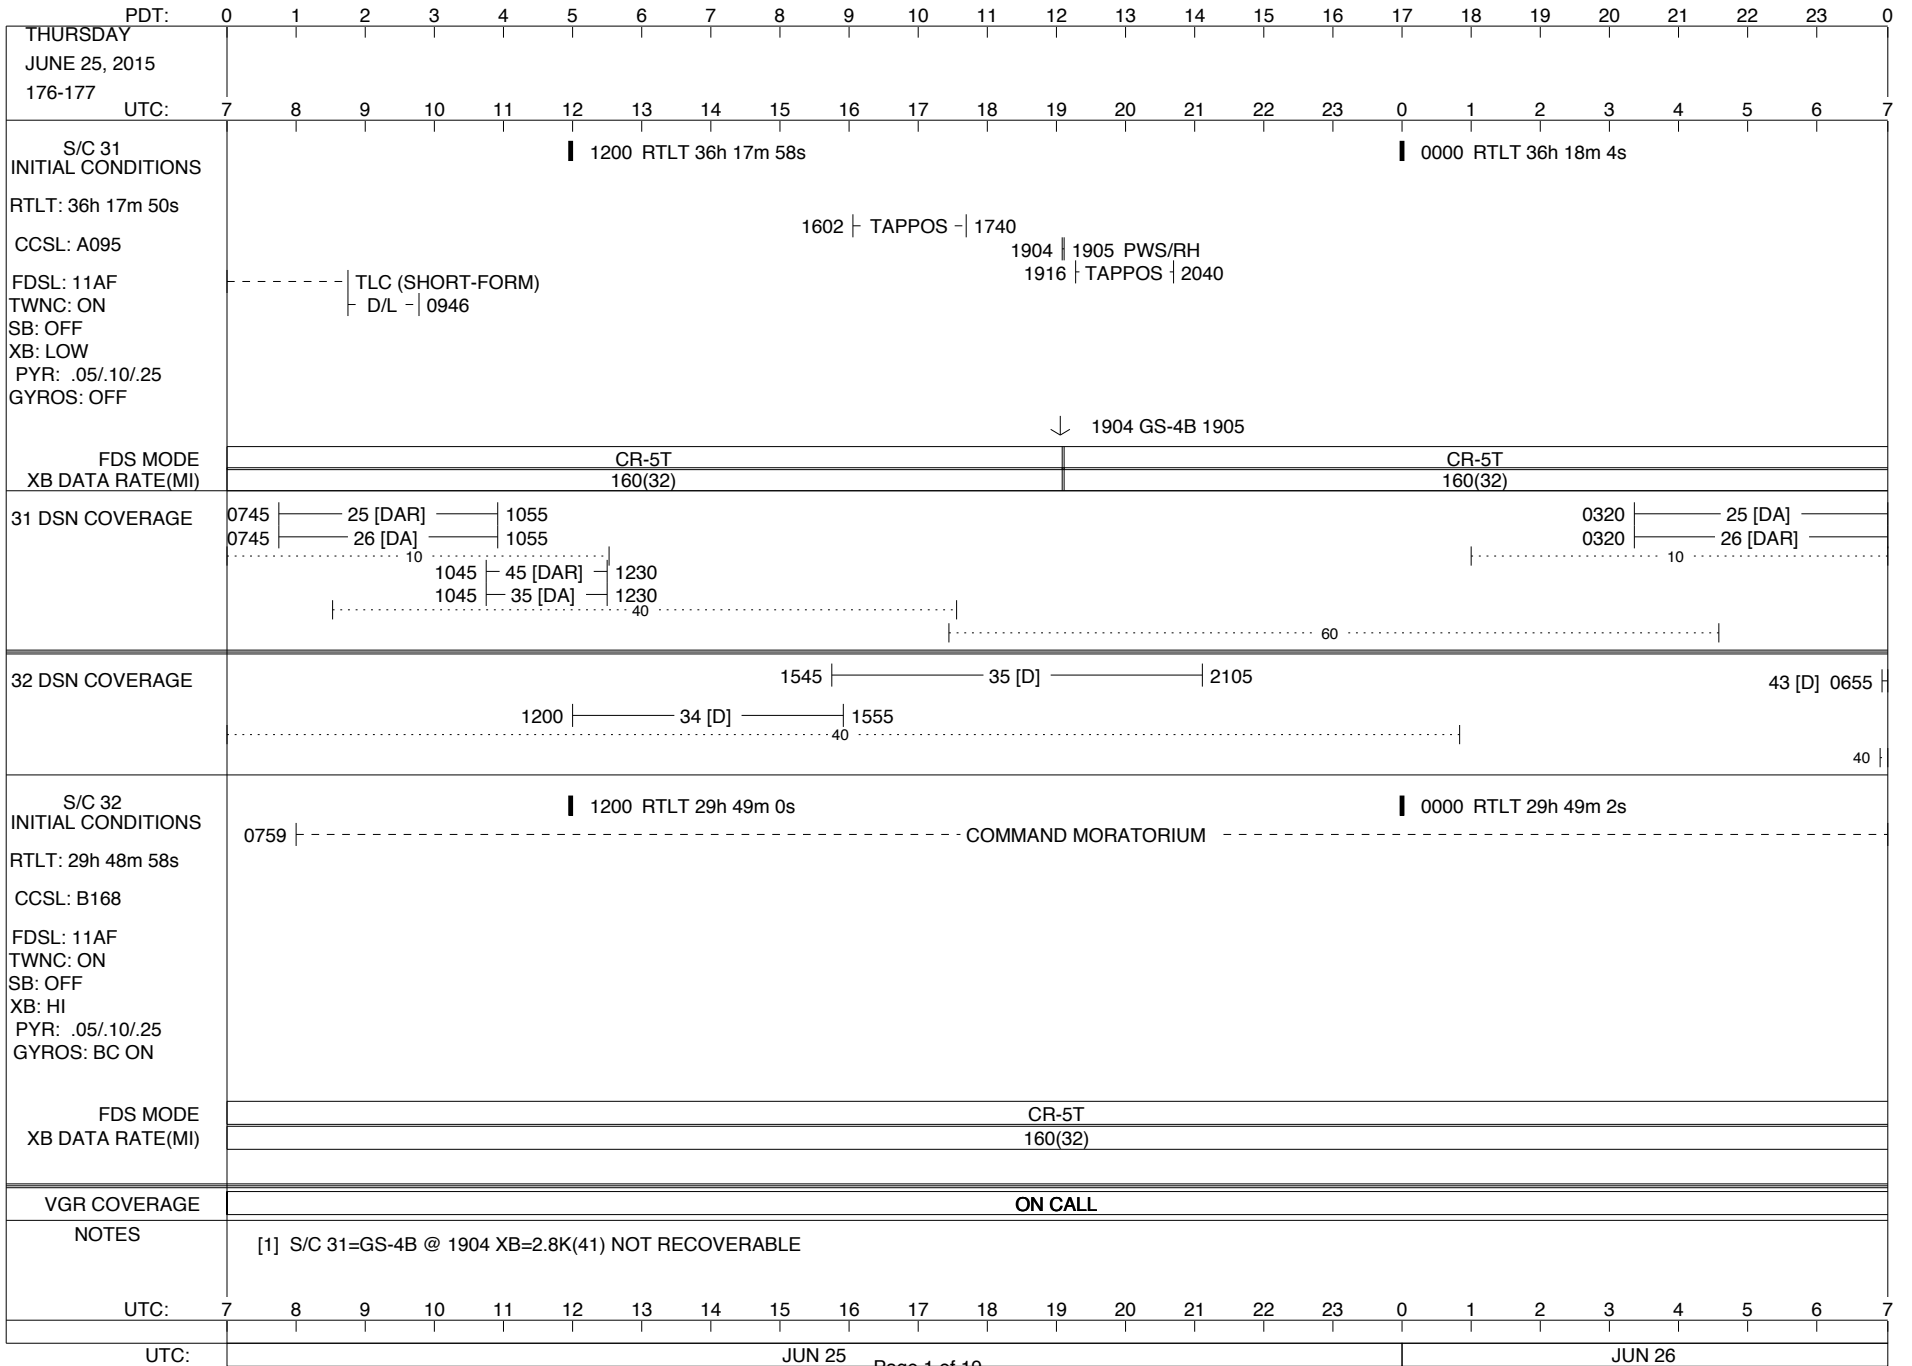 PDT: 0 1 2 3 4 5 6 7 8 9 10 11 12 13 14 15 16 17 18 19 20 21 22 23 0
THURSDAY
JUNE 25, 2015
176-177
UTC: 7 8 9 10 11 12 13 14 15 16 17 18 19 20 21 22 23 0 1 2 3 4 5 6 7
S/C 31
INITIAL CONDITIONS
1200 RTLT 36h 17m 58s
0000 RTLT 36h 18m 4s
RTLT: 36h 17m 50s
1602 TAPPOS 1740
CCSL: A095
1904 1905 PWS/RH
1916 TAPPOS 2040
FDSL: 11AF
TLC (SHORT-FORM)
TWNC: ON
D/L 0946
SB: OFF
XB: LOW
PYR: .05/.10/.25
GYROS: OFF
1904 GS-4B 1905
FDS MODE CR-5T CR-5T
XB DATA RATE(MI) 160(32) 160(32)
31 DSN COVERAGE
0745 25 [DAR] 1055
0320 25 [DA]
0745 26 [DA] 1055
0320 26 [DAR]
10
10
1045 45 [DAR] 1230
1045 35 [DA] 1230
40
60
32 DSN COVERAGE
1545 35 [D] 2105
43 [D] 0655
1200 34 [D] 1555
40
40
S/C 32
INITIAL CONDITIONS
1200 RTLT 29h 49m 0s
0000 RTLT 29h 49m 2s
0759 COMMAND MORATORIUM
RTLT: 29h 48m 58s
CCSL: B168
FDSL: 11AF
TWNC: ON
SB: OFF
XB: HI
PYR: .05/.10/.25
GYROS: BC ON
FDS MODE CR-5T
XB DATA RATE(MI) 160(32)
VGR COVERAGE ON CALL
NOTES
[1] S/C 31=GS-4B @ 1904 XB=2.8K(41) NOT RECOVERABLE
UTC: 7 8 9 10 11 12 13 14 15 16 17 18 19 20 21 22 23 0 1 2 3 4 5 6 7
UTC: JUN 25 JUN 26
Page 1 of 19